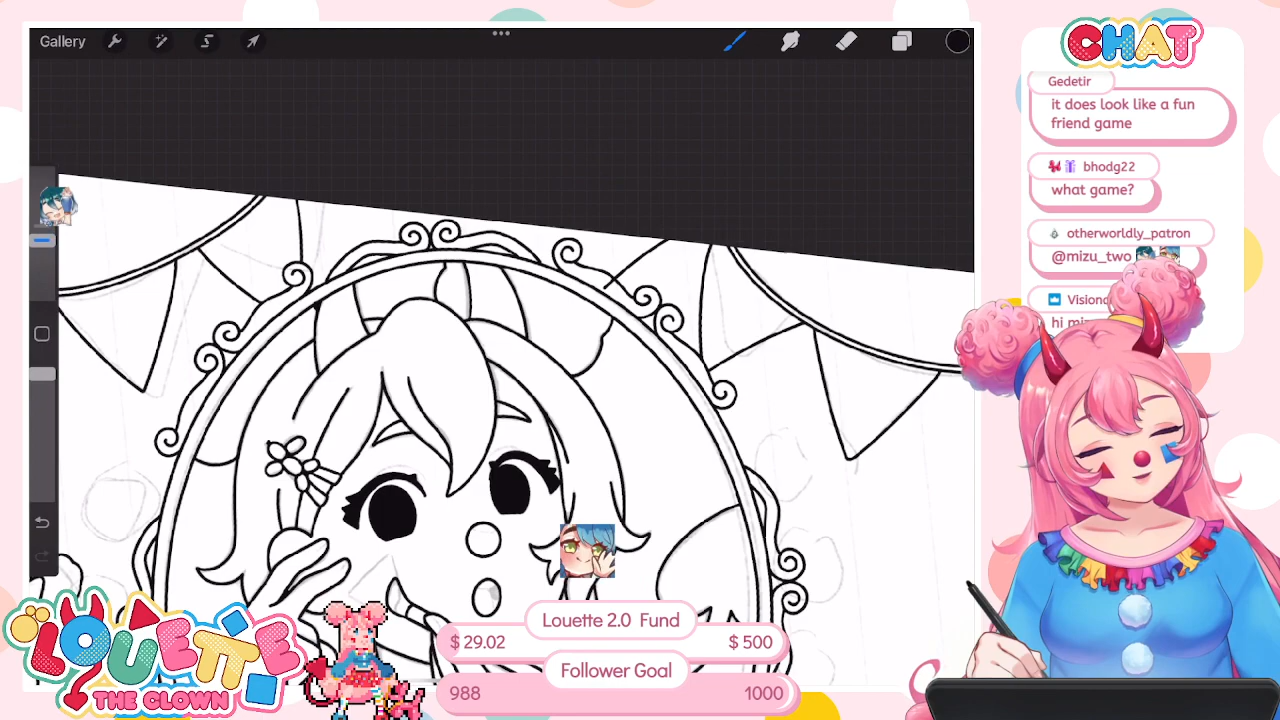 Gallery
CHAT
Gedetir
it does look like a fun
friend game
bhodg22
what game?
otherworldly_patron
@mizu_two
hi
Louette 2.0 Fund
$ 29.02
$ 500
Follower Goal
988
1000
LOUETTE
THE CLOWN